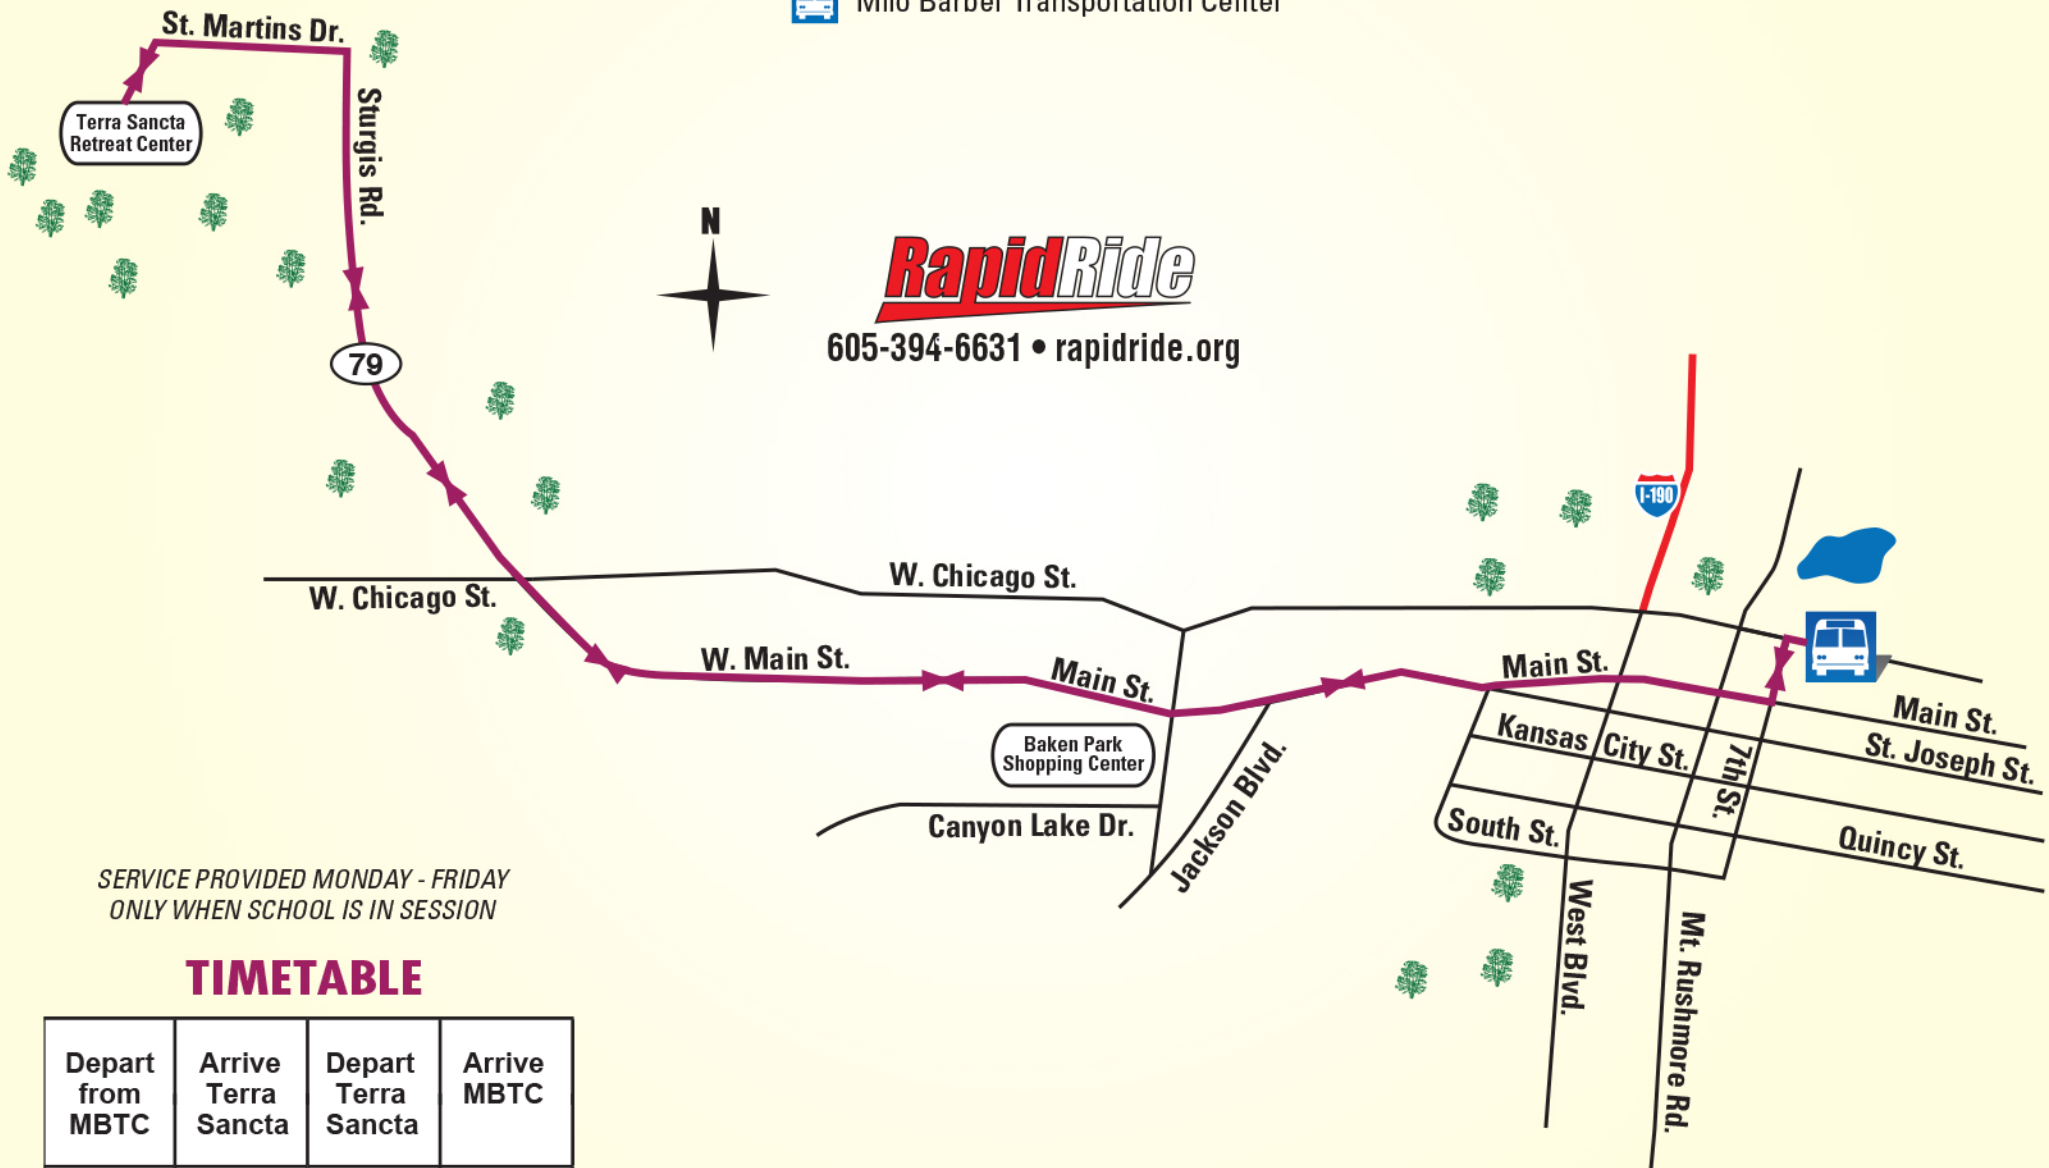 Milo Barber Transportation Center
St. Martins Dr.
Terra Sancta
Retreat Center
Sturgis Rd.
N
RapidRide
605-394-6631 • rapidride.org
79
I-190
W. Chicago St.
W. Chicago St.
W. Main St.
Main St.
Main St.
Main St.
Baken Park
Shopping Center
Kansas City St.
St. Joseph St.
7th St.
Canyon Lake Dr.
Jackson Blvd.
South St.
Quincy St.
West Blvd.
Mt. Rushmore Rd.
SERVICE PROVIDED MONDAY - FRIDAY
ONLY WHEN SCHOOL IS IN SESSION
TIMETABLE
Depart
from
MBTC
Arrive
Terra
Sancta
Depart
Terra
Sancta
Arrive
MBTC